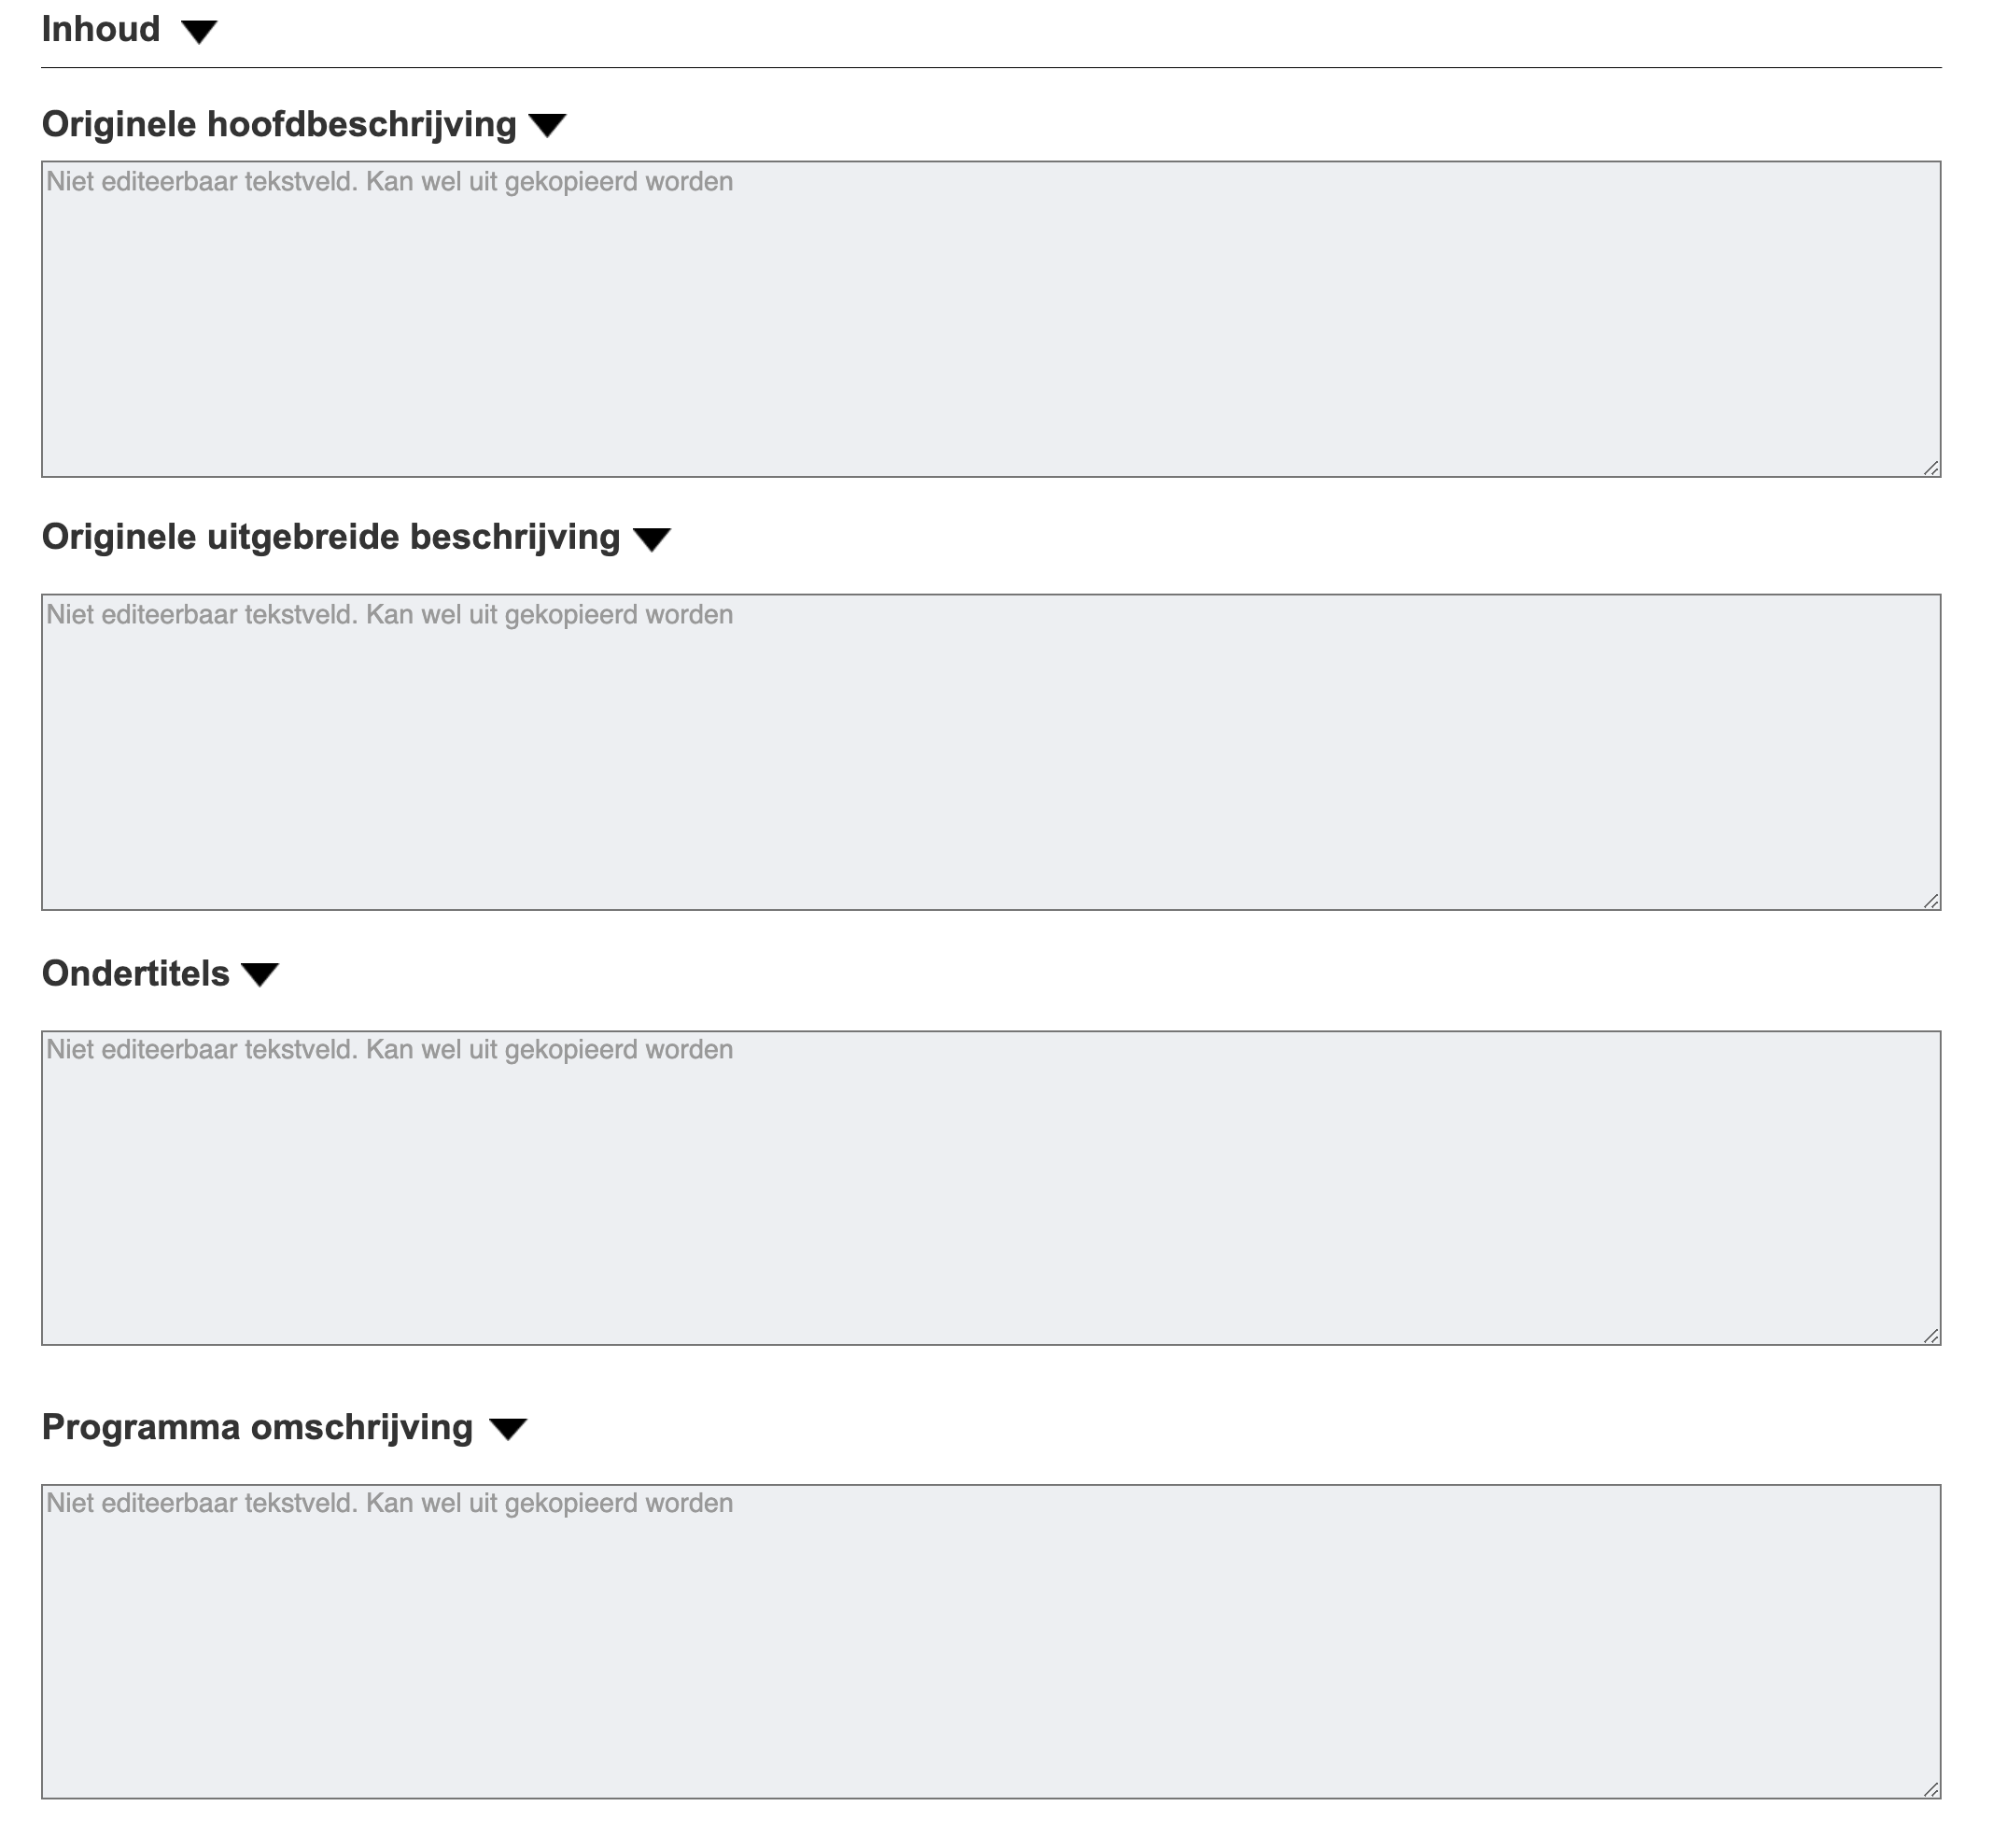 Inhoud
Originele hoofdbeschrijving
Niet editeerbaar tekstveld. Kan wel uit gekopieerd worden
Originele uitgebreide beschrijving
Niet editeerbaar tekstveld. Kan wel uit gekopieerd worden
Ondertitels
Niet editeerbaar tekstveld. Kan wel uit gekopieerd worden
Programma omschrijving
Niet editeerbaar tekstveld. Kan wel uit gekopieerd worden